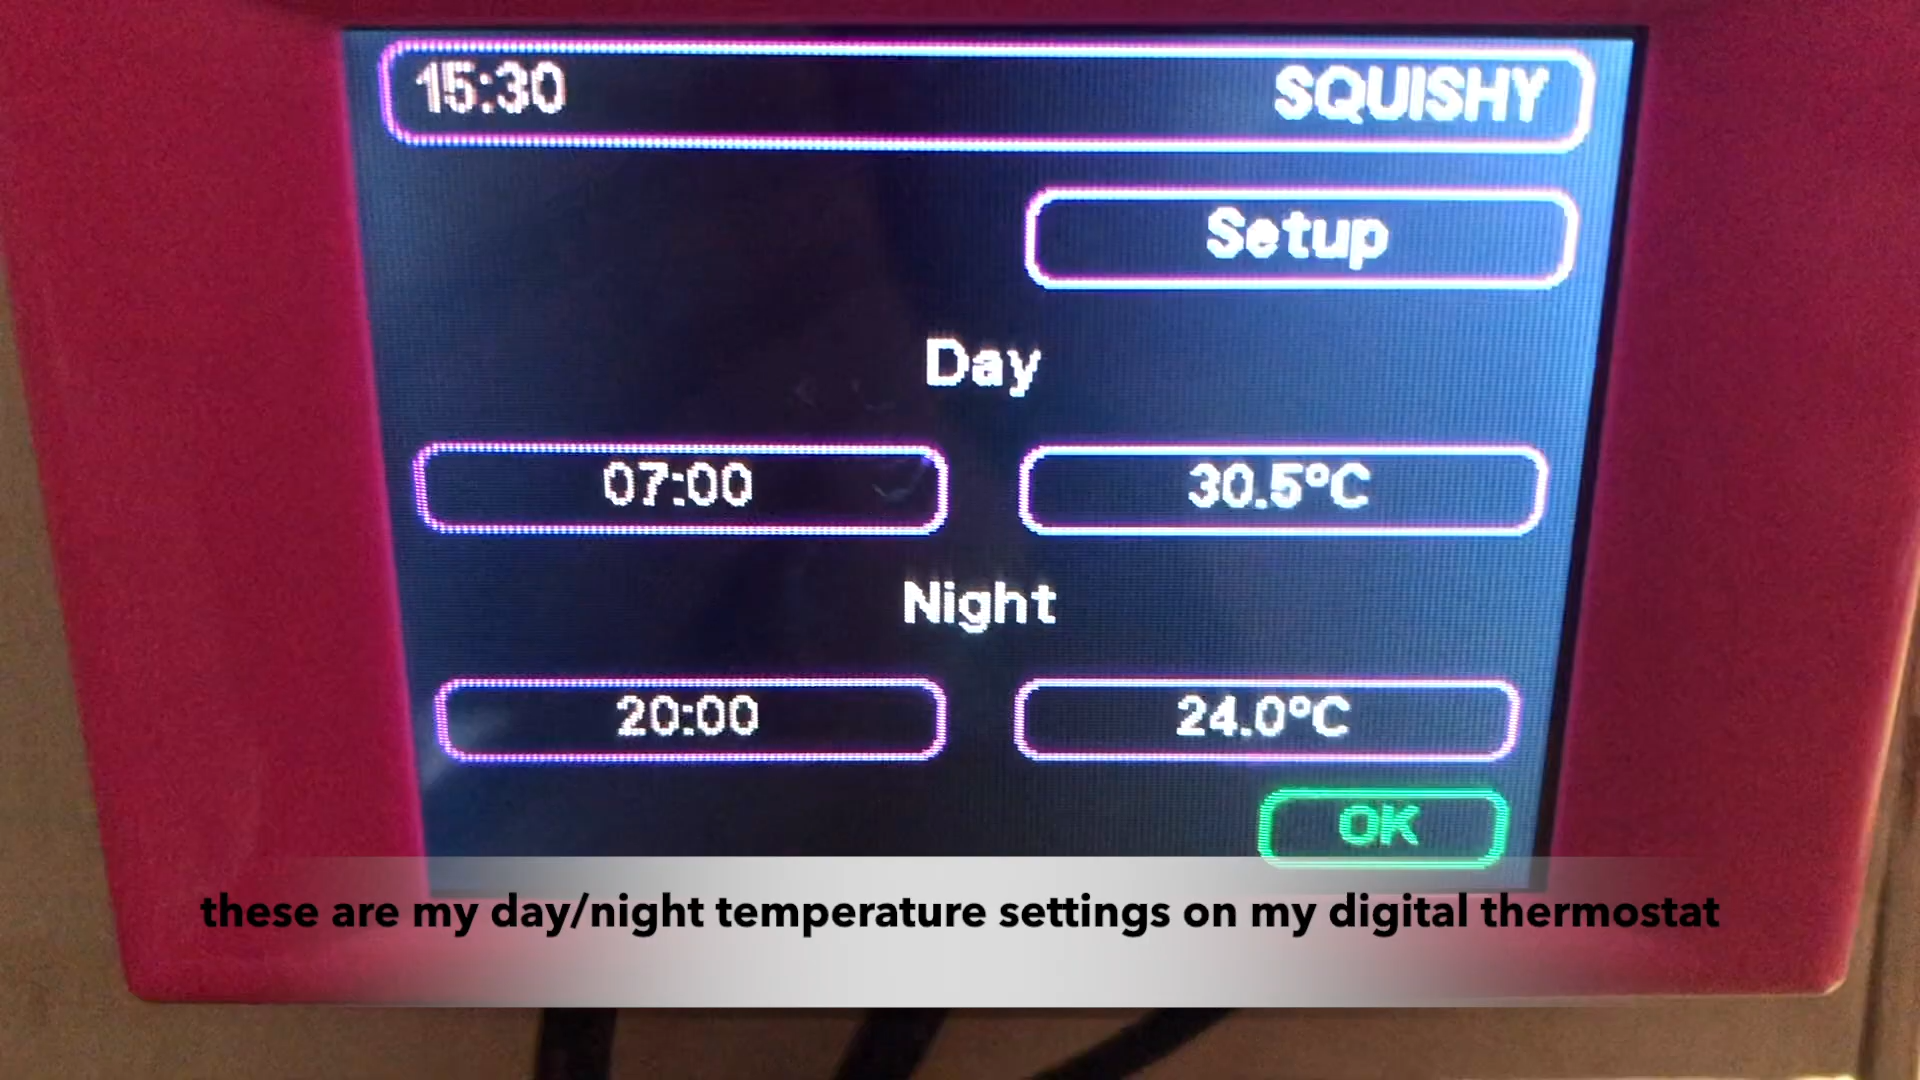 15:30 SQUISHY
Setup
Day
07:00 30.5°C
Night
20:00 24.0°C
OK
these are my day/night temperature settings on my digital thermostat